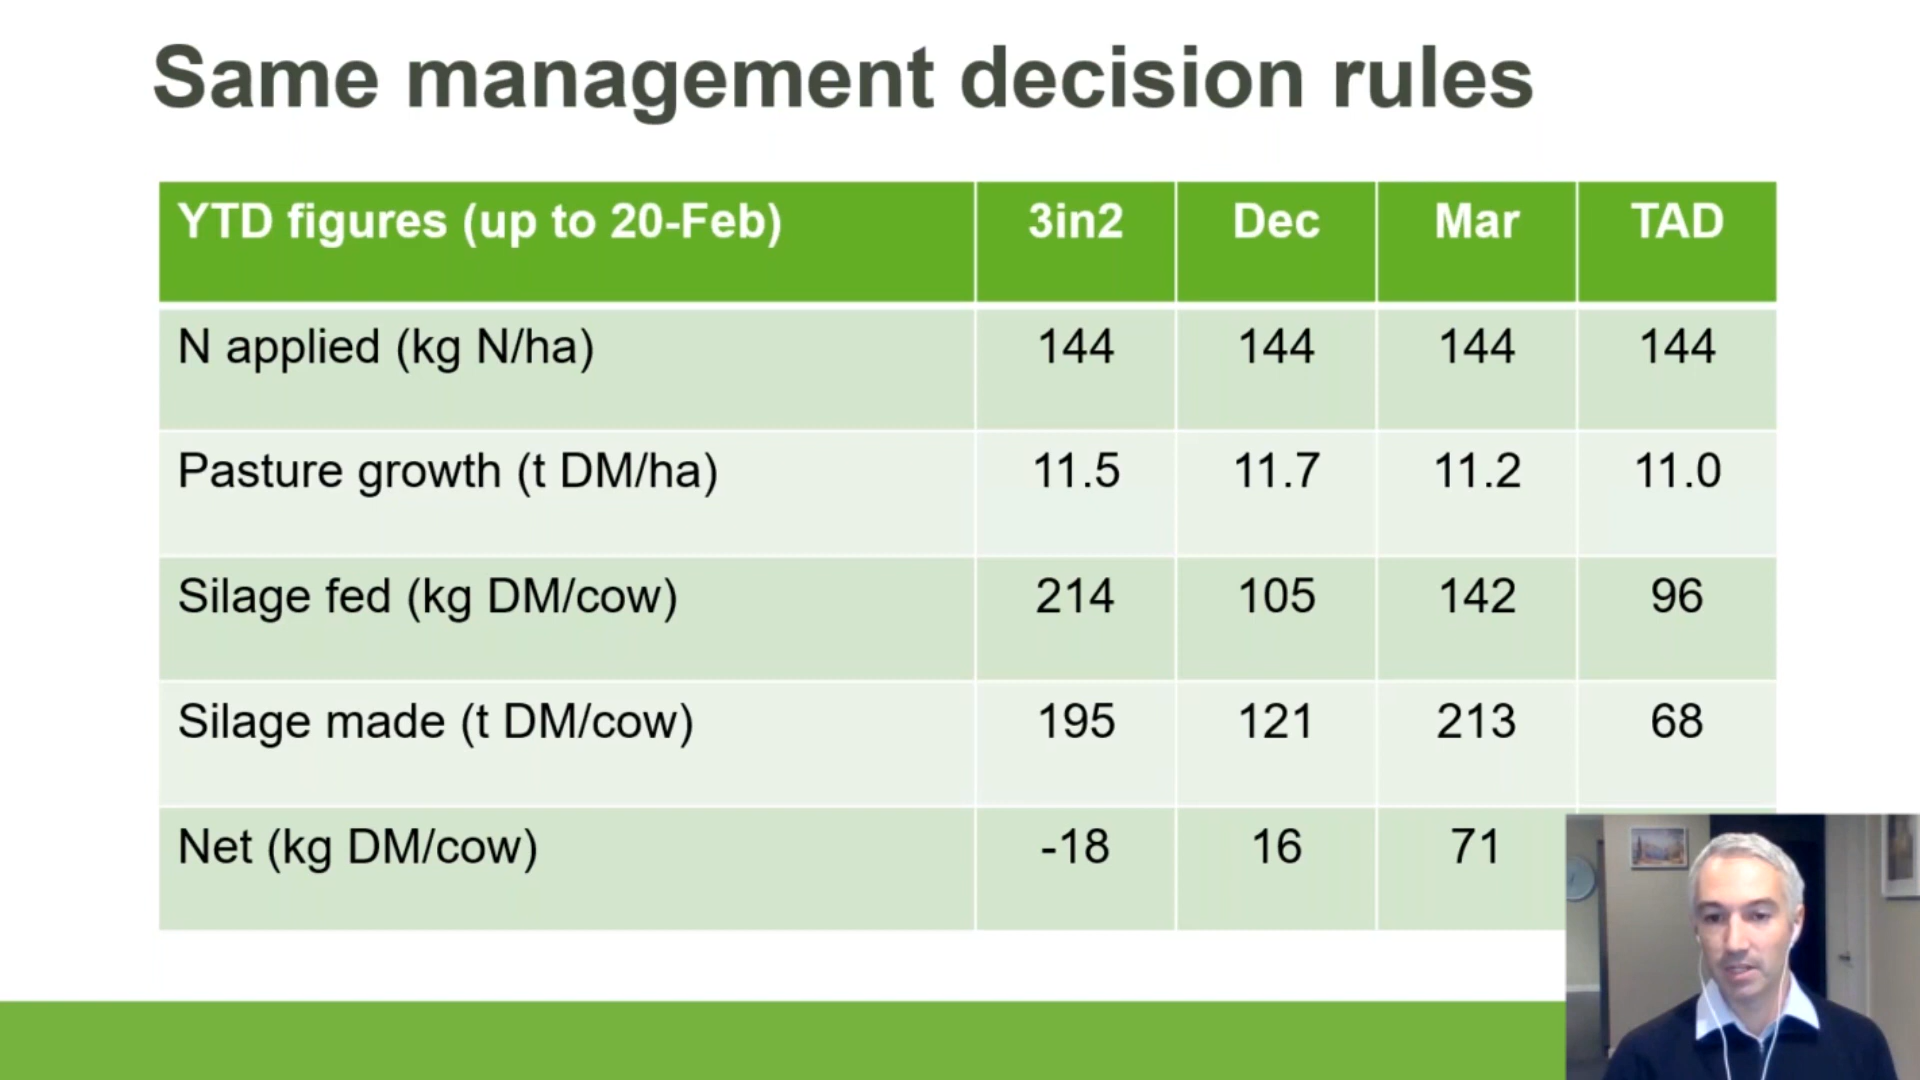 Same management decision rules
YTD figures (up to 20-Feb) 3in2 Dec Mar TAD
N applied (kg N/ha) 144 144 144 144
Pasture growth (t DM/ha) 11.5 11.7 11.2 11.0
Silage fed (kg DM/cow) 214 105 142 96
Silage made (t DM/cow) 195 121 213 68
Net (kg DM/cow) -18 16 71